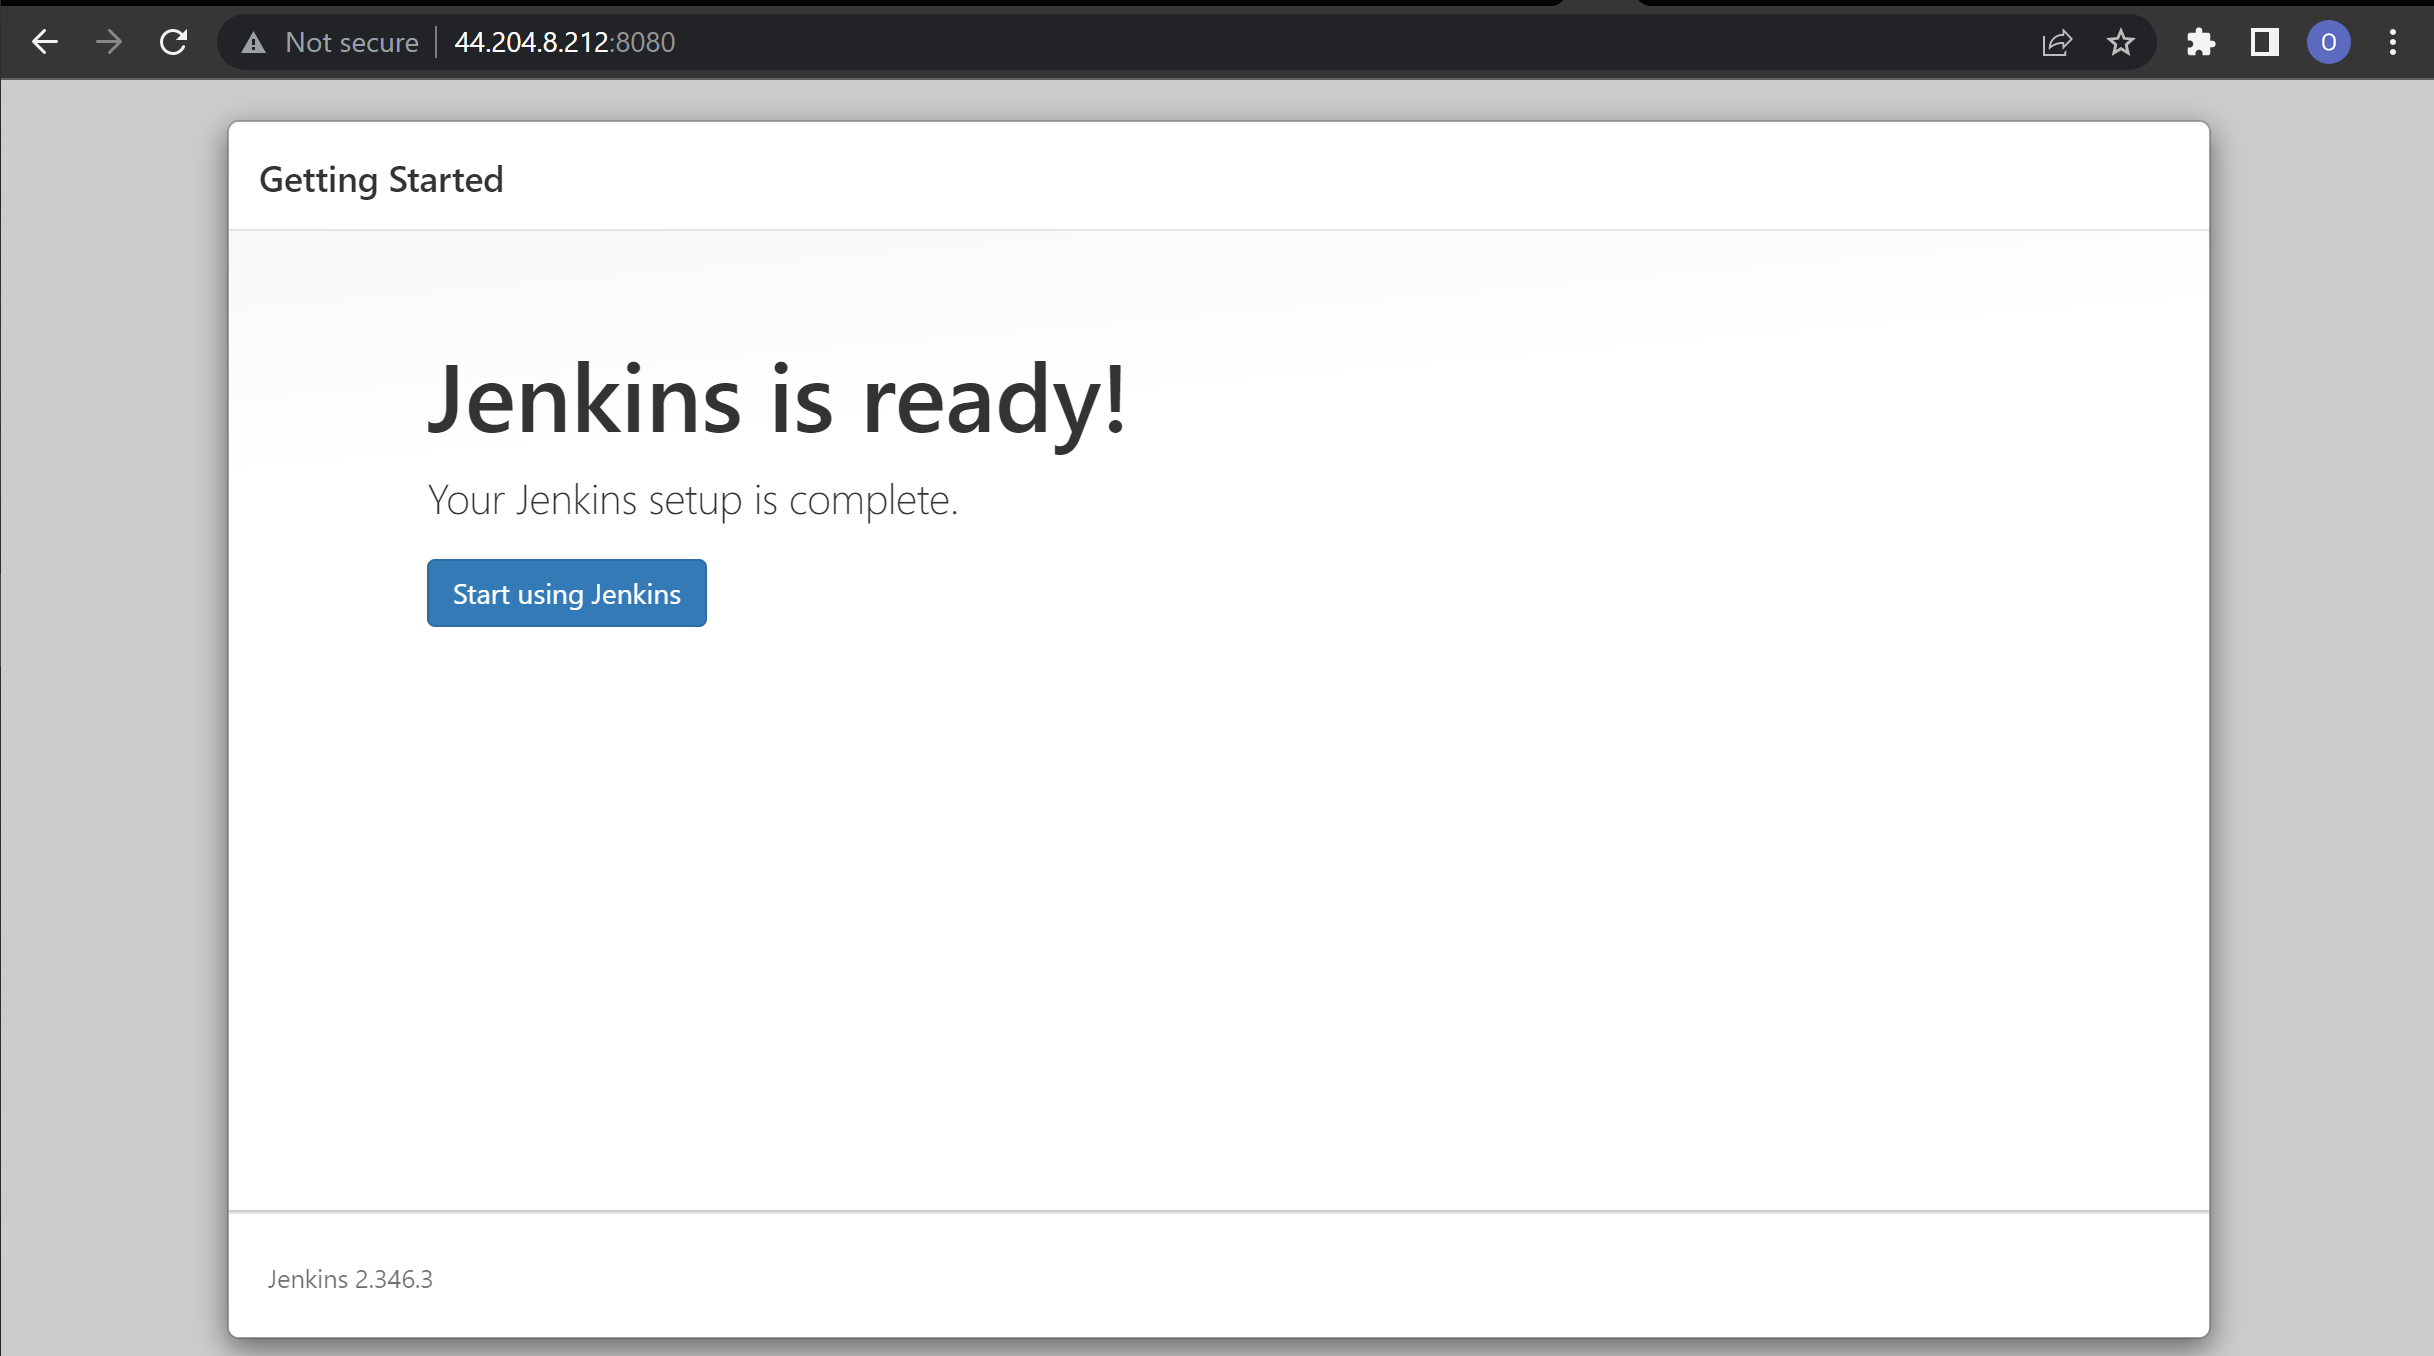 Not secure 44.204.8.212:8080
O
Getting Started
Jenkins is ready!
Your Jenkins setup is complete.
Start using Jenkins
Jenkins 2.346.3